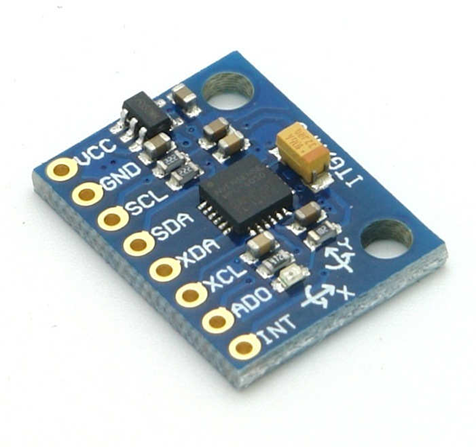 VCC
GND
SCL
SDA
XDA
XCL
ADO
INT
ITG
Y
X